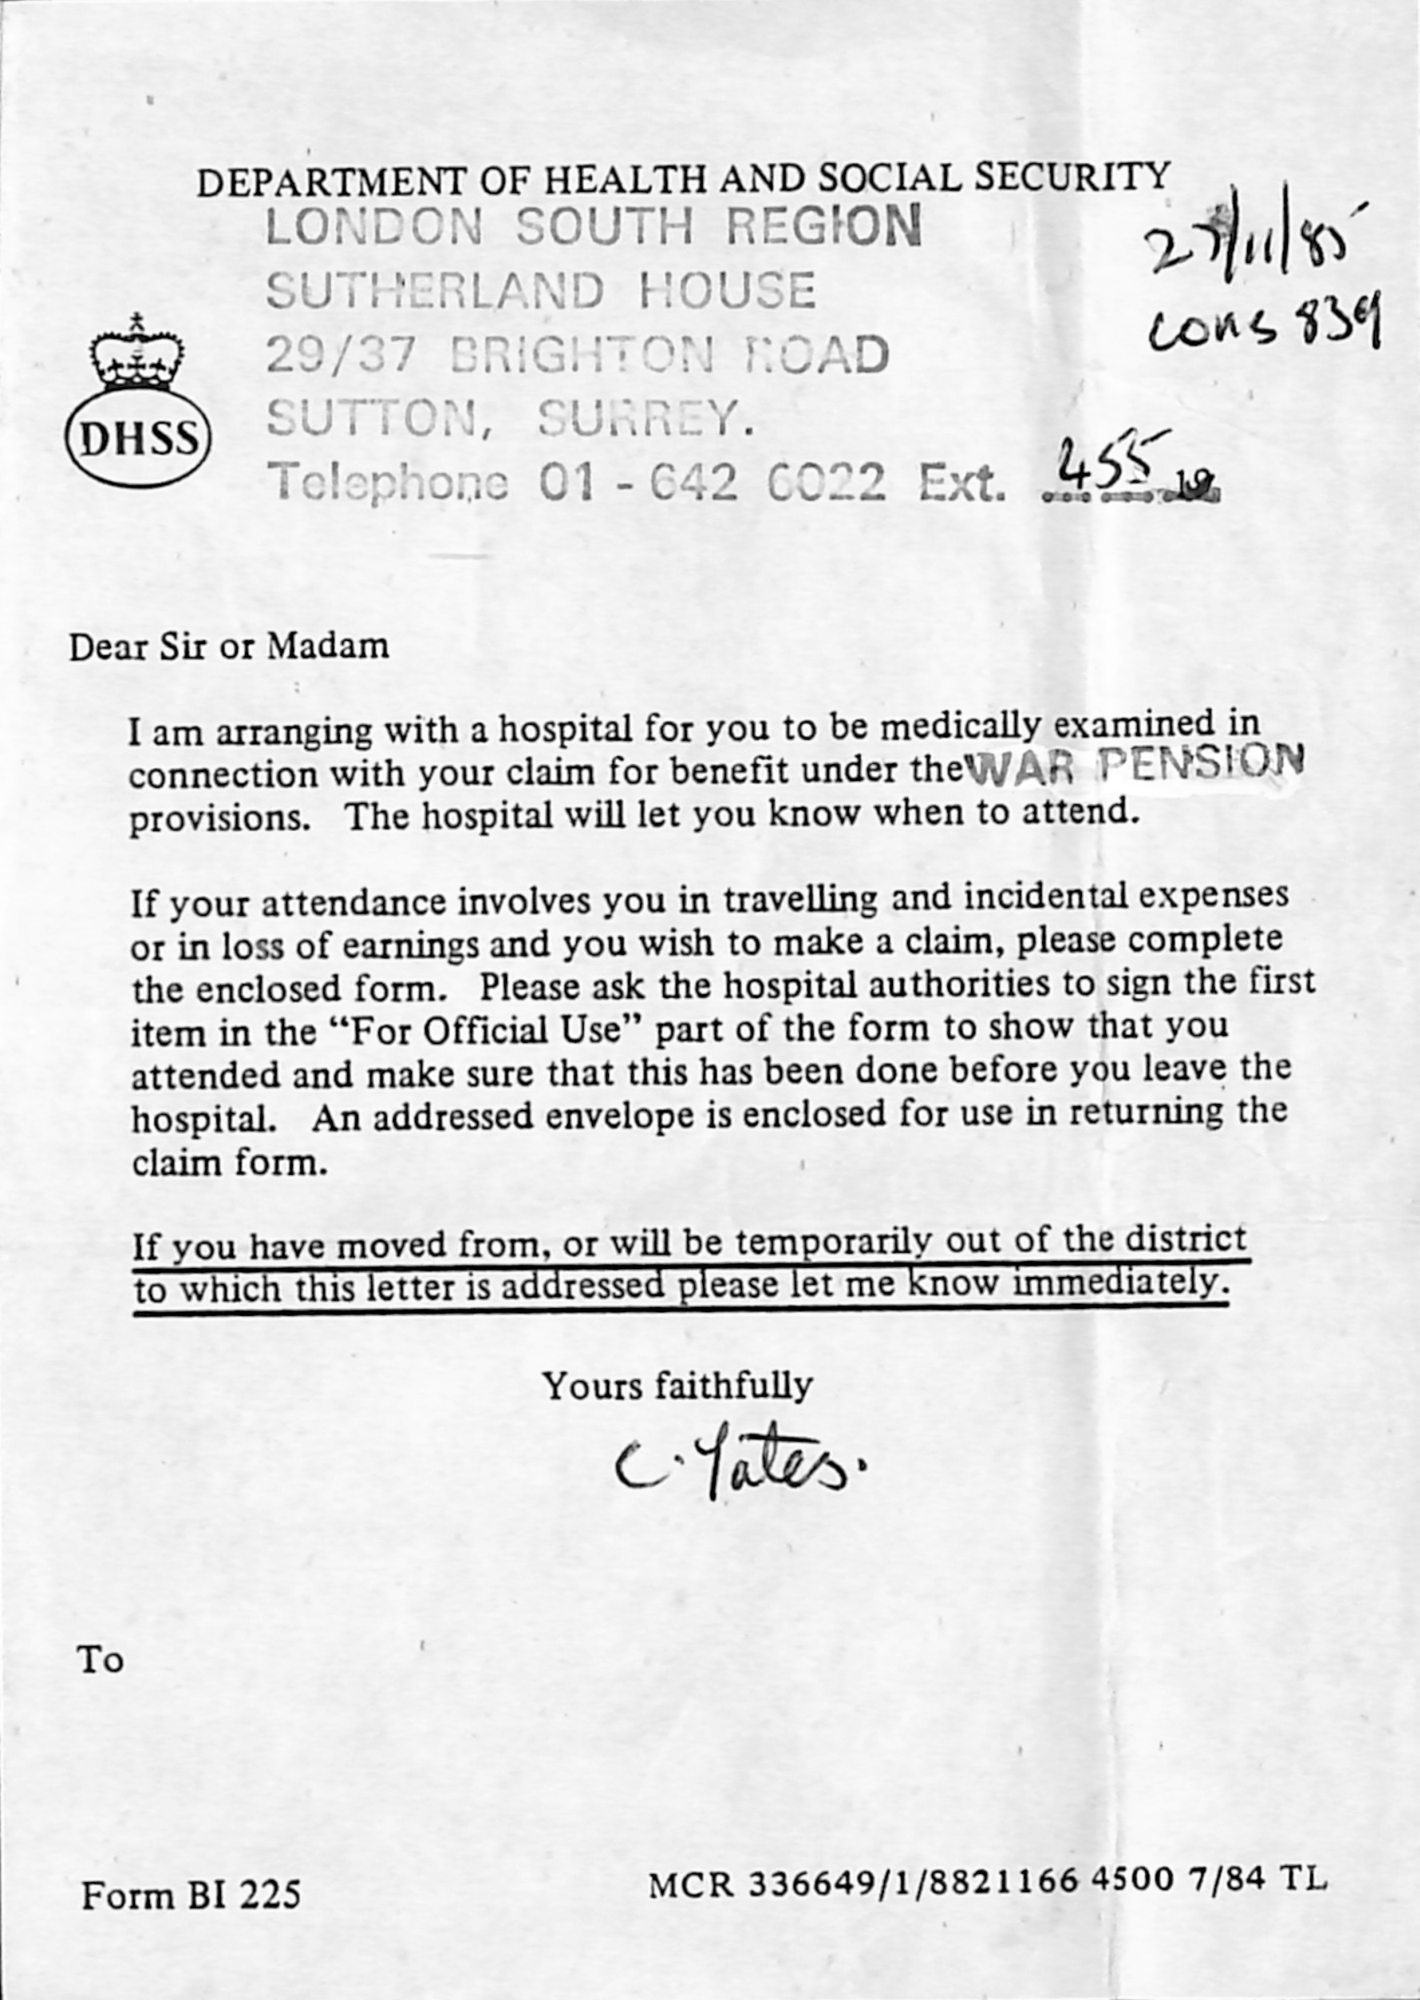 DEPARTMENT OF HEALTH AND SOCIAL SECURITY
LONDON SOUTH REGION
SUTHERLAND HOUSE
29/37 BRIGHTON ROAD
SUTTON, SURREY.
Telephone 01 - 642 6022 Ext. 455 19
27/11/85
cons 839
DHSS
Dear Sir or Madam
I am arranging with a hospital for you to be medically examined in
connection with your claim for benefit under the WAR PENSION
provisions. The hospital will let you know when to attend.
If your attendance involves you in travelling and incidental expenses
or in loss of earnings and you wish to make a claim, please complete
the enclosed form. Please ask the hospital authorities to sign the first
item in the “For Official Use” part of the form to show that you
attended and make sure that this has been done before you leave the
hospital. An addressed envelope is enclosed for use in returning the
claim form.
If you have moved from, or will be temporarily out of the district
to which this letter is addressed please let me know immediately.
Yours faithfully
C. Yates.
To
Form BI 225
MCR 336649/1/8821166 4500 7/84 TL